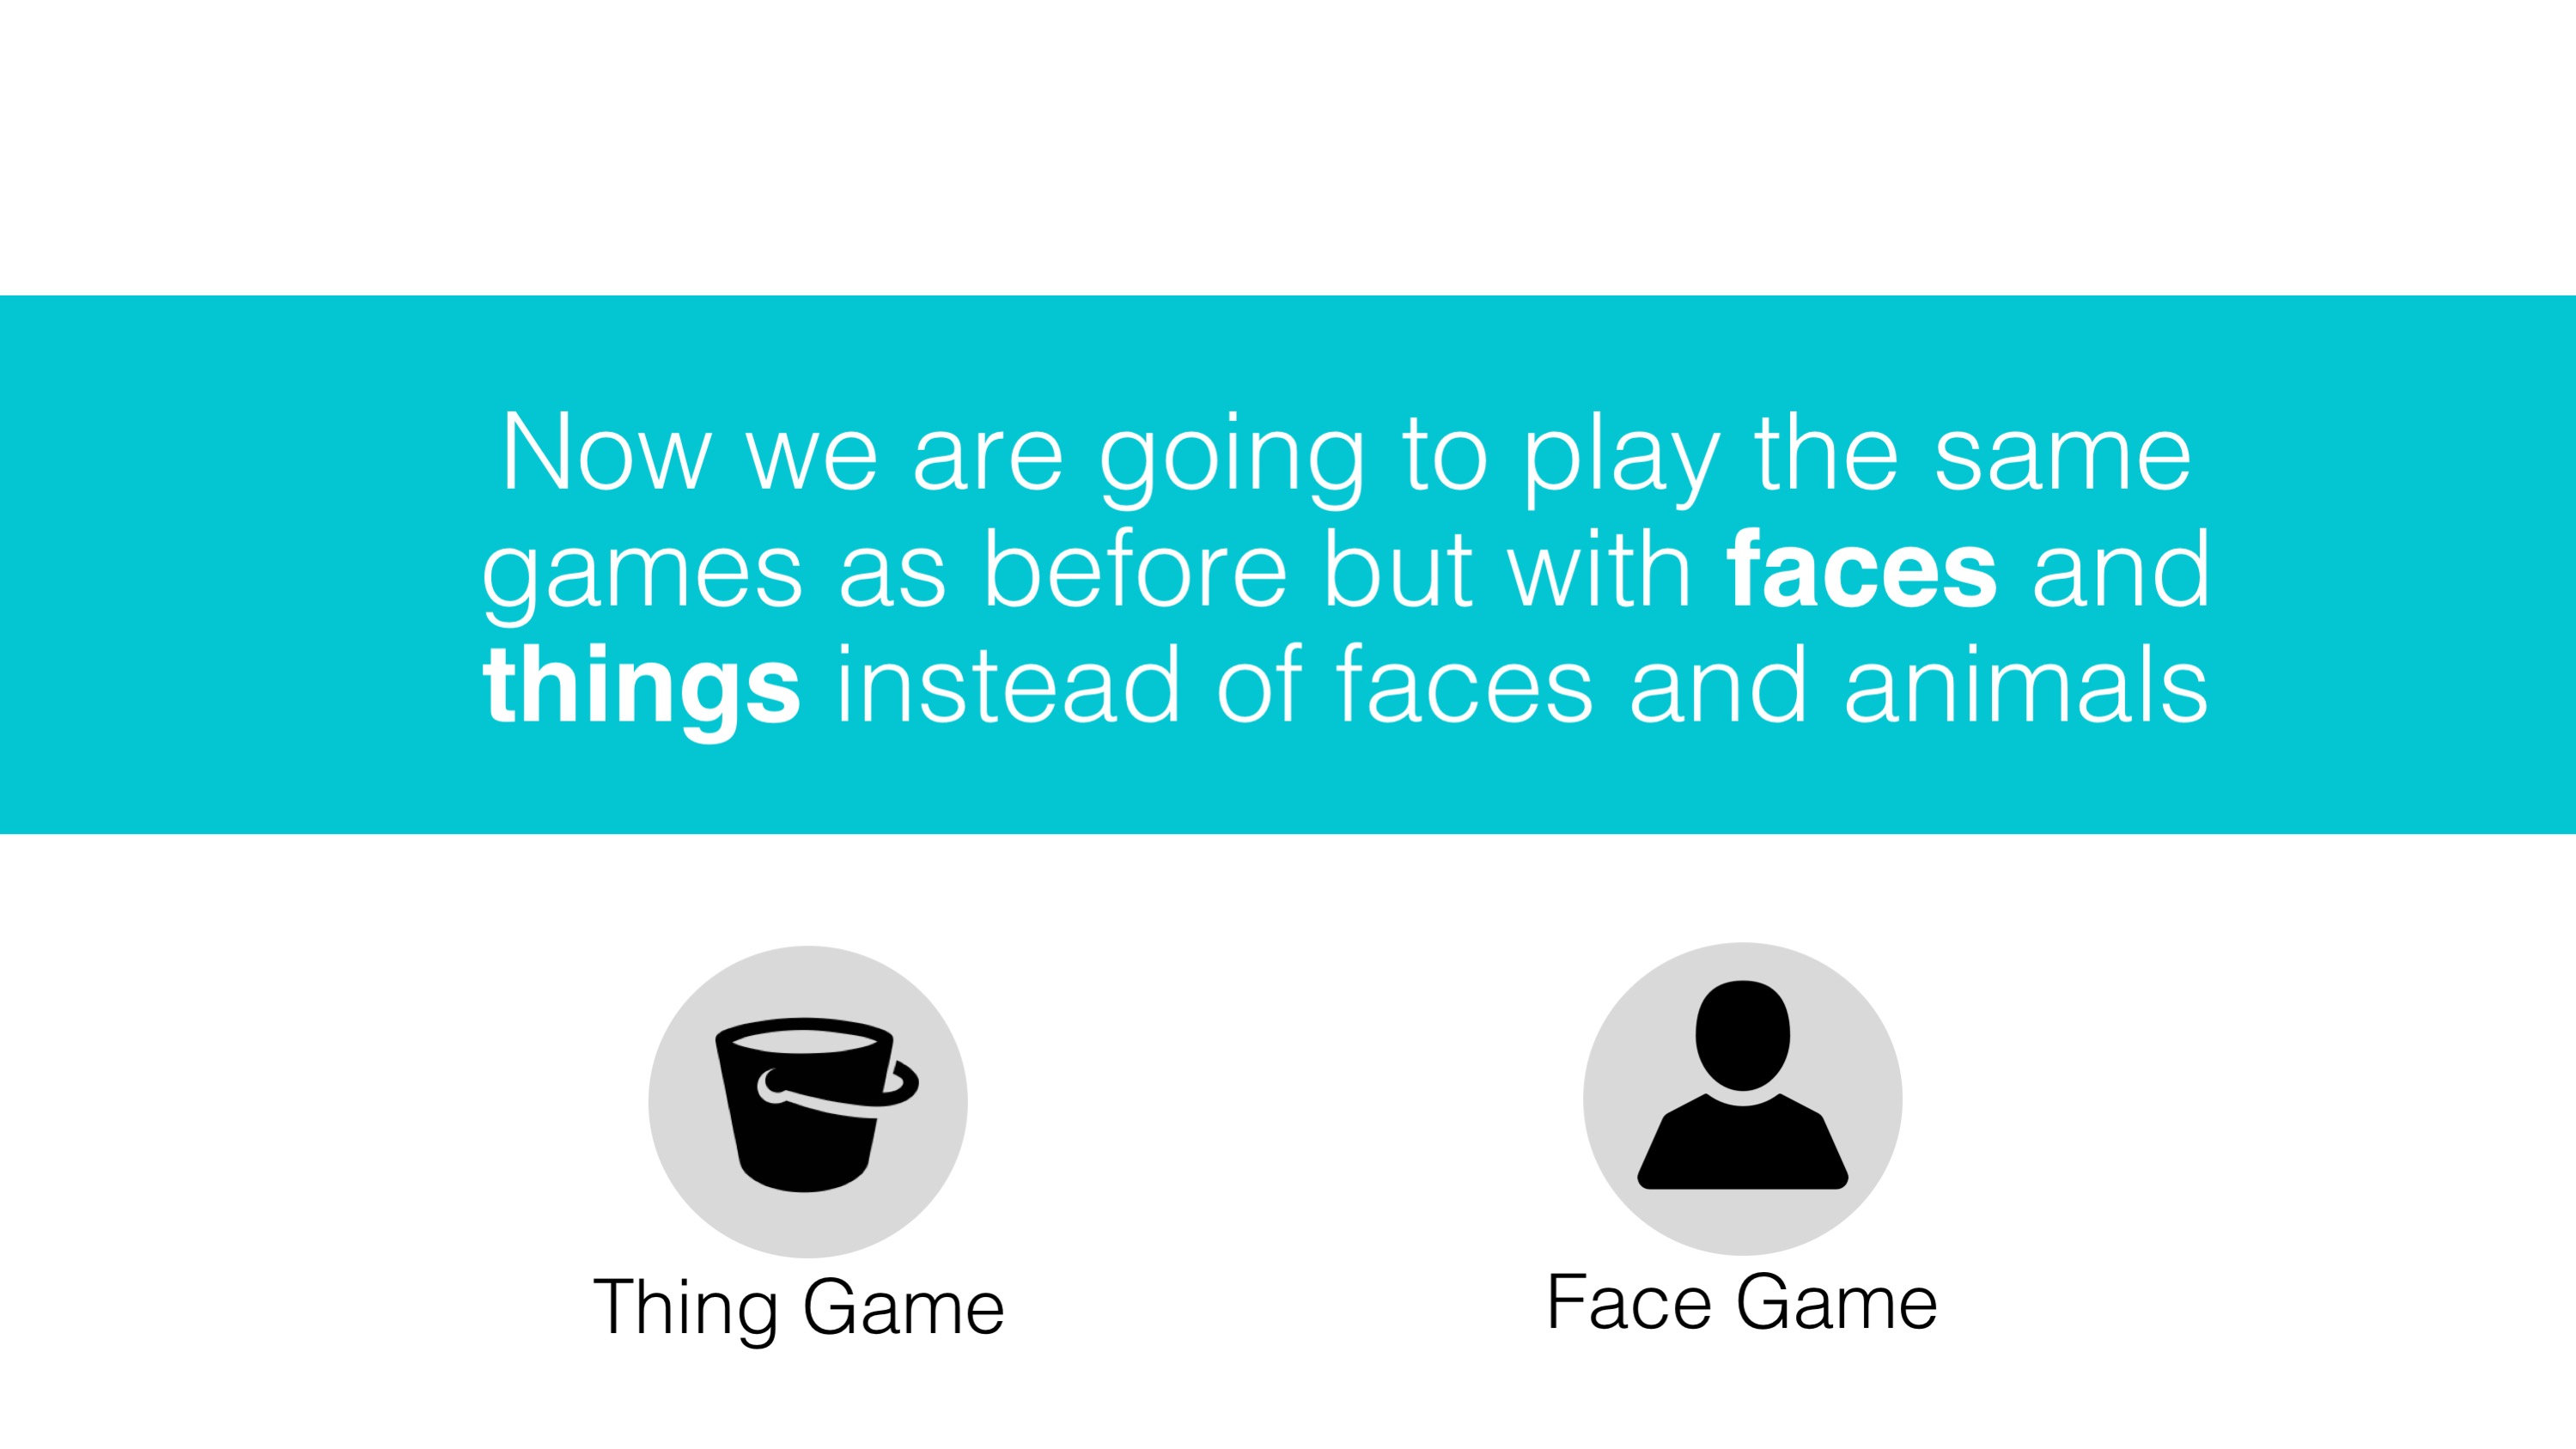 Now we are going to play the same
games as before but with faces and
things instead of faces and animals
Thing Game
Face Game